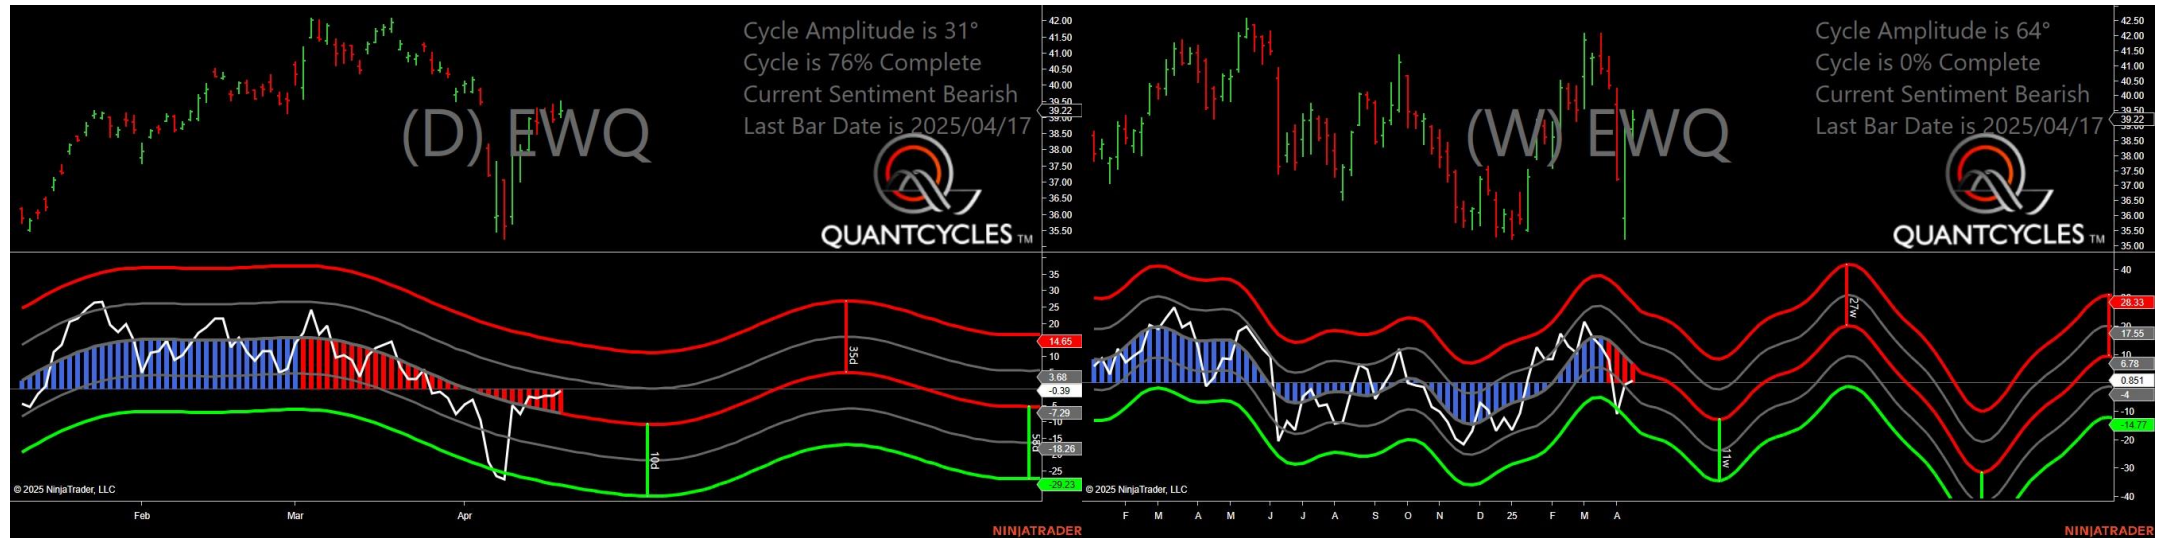 Cycle Amplitude is 31°
Cycle is 76% Complete
Current Sentiment Bearish
Last Bar Date is 2025/04/17
(D) EWQ
QUANTCYCLES TM
42.00
41.50
41.00
40.50
40.00
39.50
39.22
39.00
38.50
38.00
37.50
37.00
36.50
36.00
35.50
35
30
25
20
14.65
10
5
3.68
-0.39
-5
-7.29
-10
-15
-18.26
-25
-29.23
10d
35d
58d
© 2025 NinjaTrader, LLC
Feb
Mar
Apr
NINJATRADER
Cycle Amplitude is 64°
Cycle is 0% Complete
Current Sentiment Bearish
Last Bar Date is 2025/04/17
(W) EWQ
QUANTCYCLES TM
42.50
42.00
41.50
41.00
40.50
40.00
39.50
39.22
39.00
38.50
38.00
37.50
37.00
36.50
36.00
35.50
35.00
40
28.33
17.55
10
6.78
0.851
-4
-10
-14.77
-20
-30
-40
11w
27w
© 2025 NinjaTrader, LLC
F M A M J J A S O N D 25 F M A
NINJATRADER